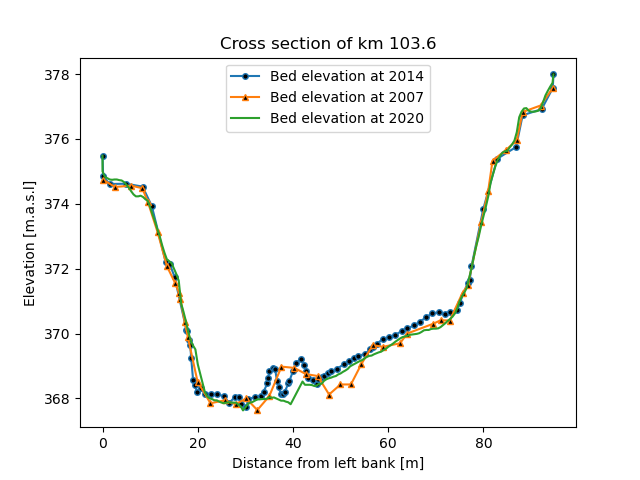 Cross section of km 103.6
Bed elevation at 2014
Bed elevation at 2007
Bed elevation at 2020
378
376
374
372
370
368
Elevation [m.a.s.l]
0 20 40 60 80
Distance from left bank [m]